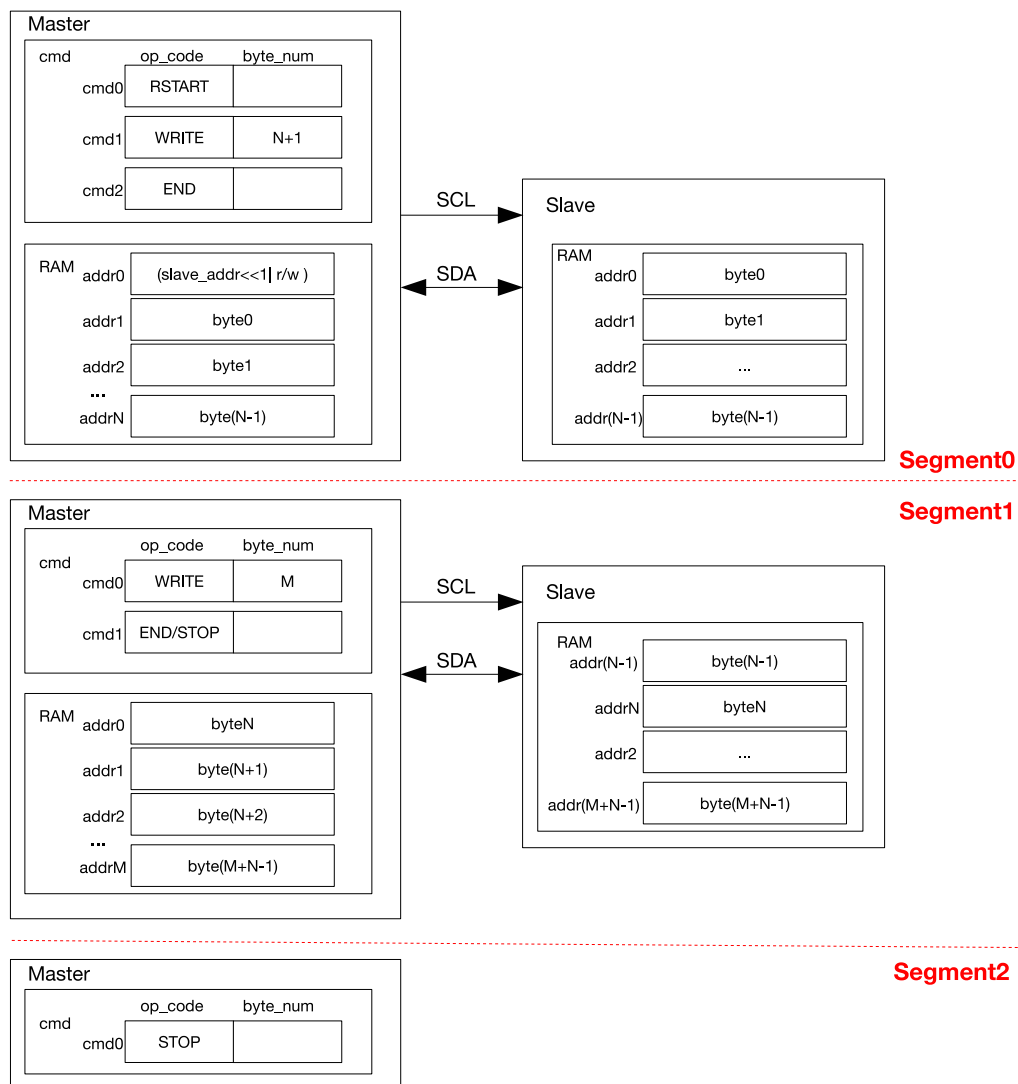 Master
cmd op_code byte_num
cmd0 RSTART
cmd1 WRITE N+1
cmd2 END
RAM
addr0 (slave_addr<<1| r/w )
addr1 byte0
addr2 byte1
...
addrN byte(N-1)
SCL
SDA
Slave
RAM
addr0 byte0
addr1 byte1
addr2 ...
addr(N-1) byte(N-1)
Segment0
Segment1
Master
cmd op_code byte_num
cmd0 WRITE M
cmd1 END/STOP
RAM
addr0 byteN
addr1 byte(N+1)
addr2 byte(N+2)
...
addrM byte(M+N-1)
SCL
SDA
Slave
RAM
addr(N-1) byte(N-1)
addrN byteN
addr2 ...
addr(M+N-1) byte(M+N-1)
Segment2
Master
cmd op_code byte_num
cmd0 STOP